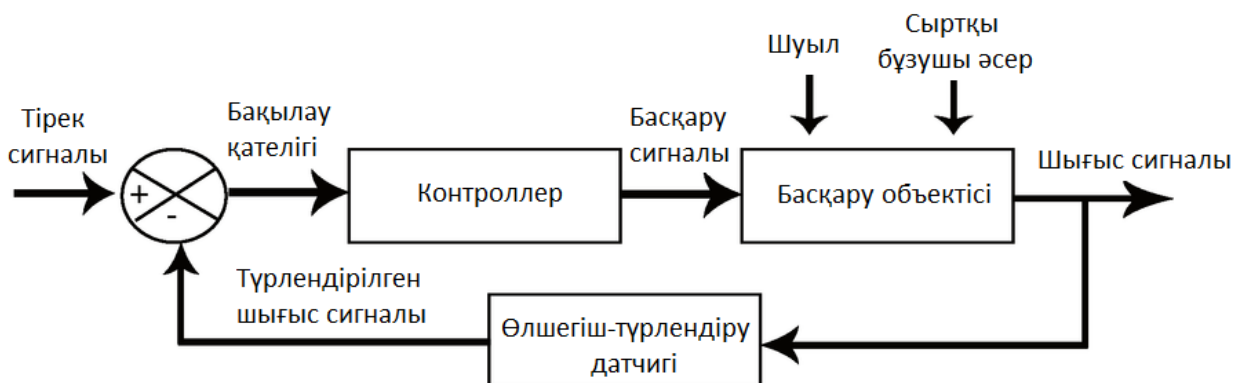 Шуыл
Сыртқы
бұзушы әсер
Тірек
сигналы
Бақылау
қателігі
Басқару
сигналы
Шығыс сигналы
+
-
Контроллер
Басқару объектісі
Түрлендірілген
шығыс сигналы
Өлшегіш-түрлендіру
датчигі